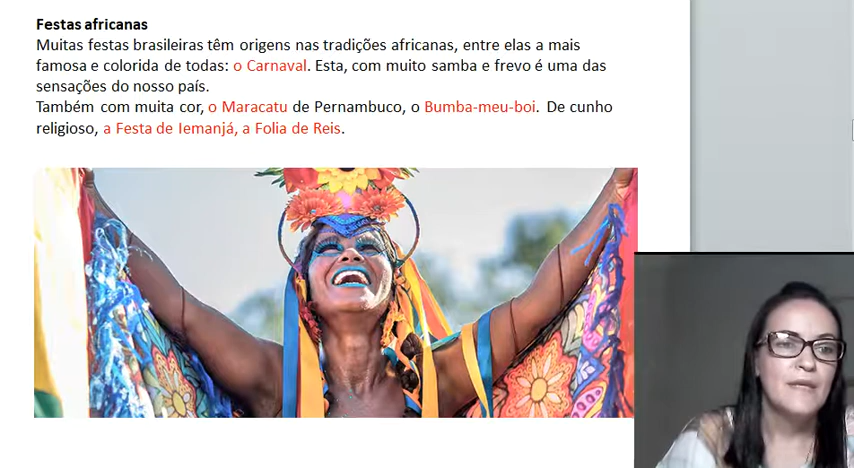 Festas africanas
Muitas festas brasileiras têm origens nas tradições africanas, entre elas a mais
famosa e colorida de todas: o Carnaval. Esta, com muito samba e frevo é uma das
sensações do nosso país.
Também com muita cor, o Maracatu de Pernambuco, o Bumba-meu-boi. De cunho
religioso, a Festa de Iemanjá, a Folia de Reis.